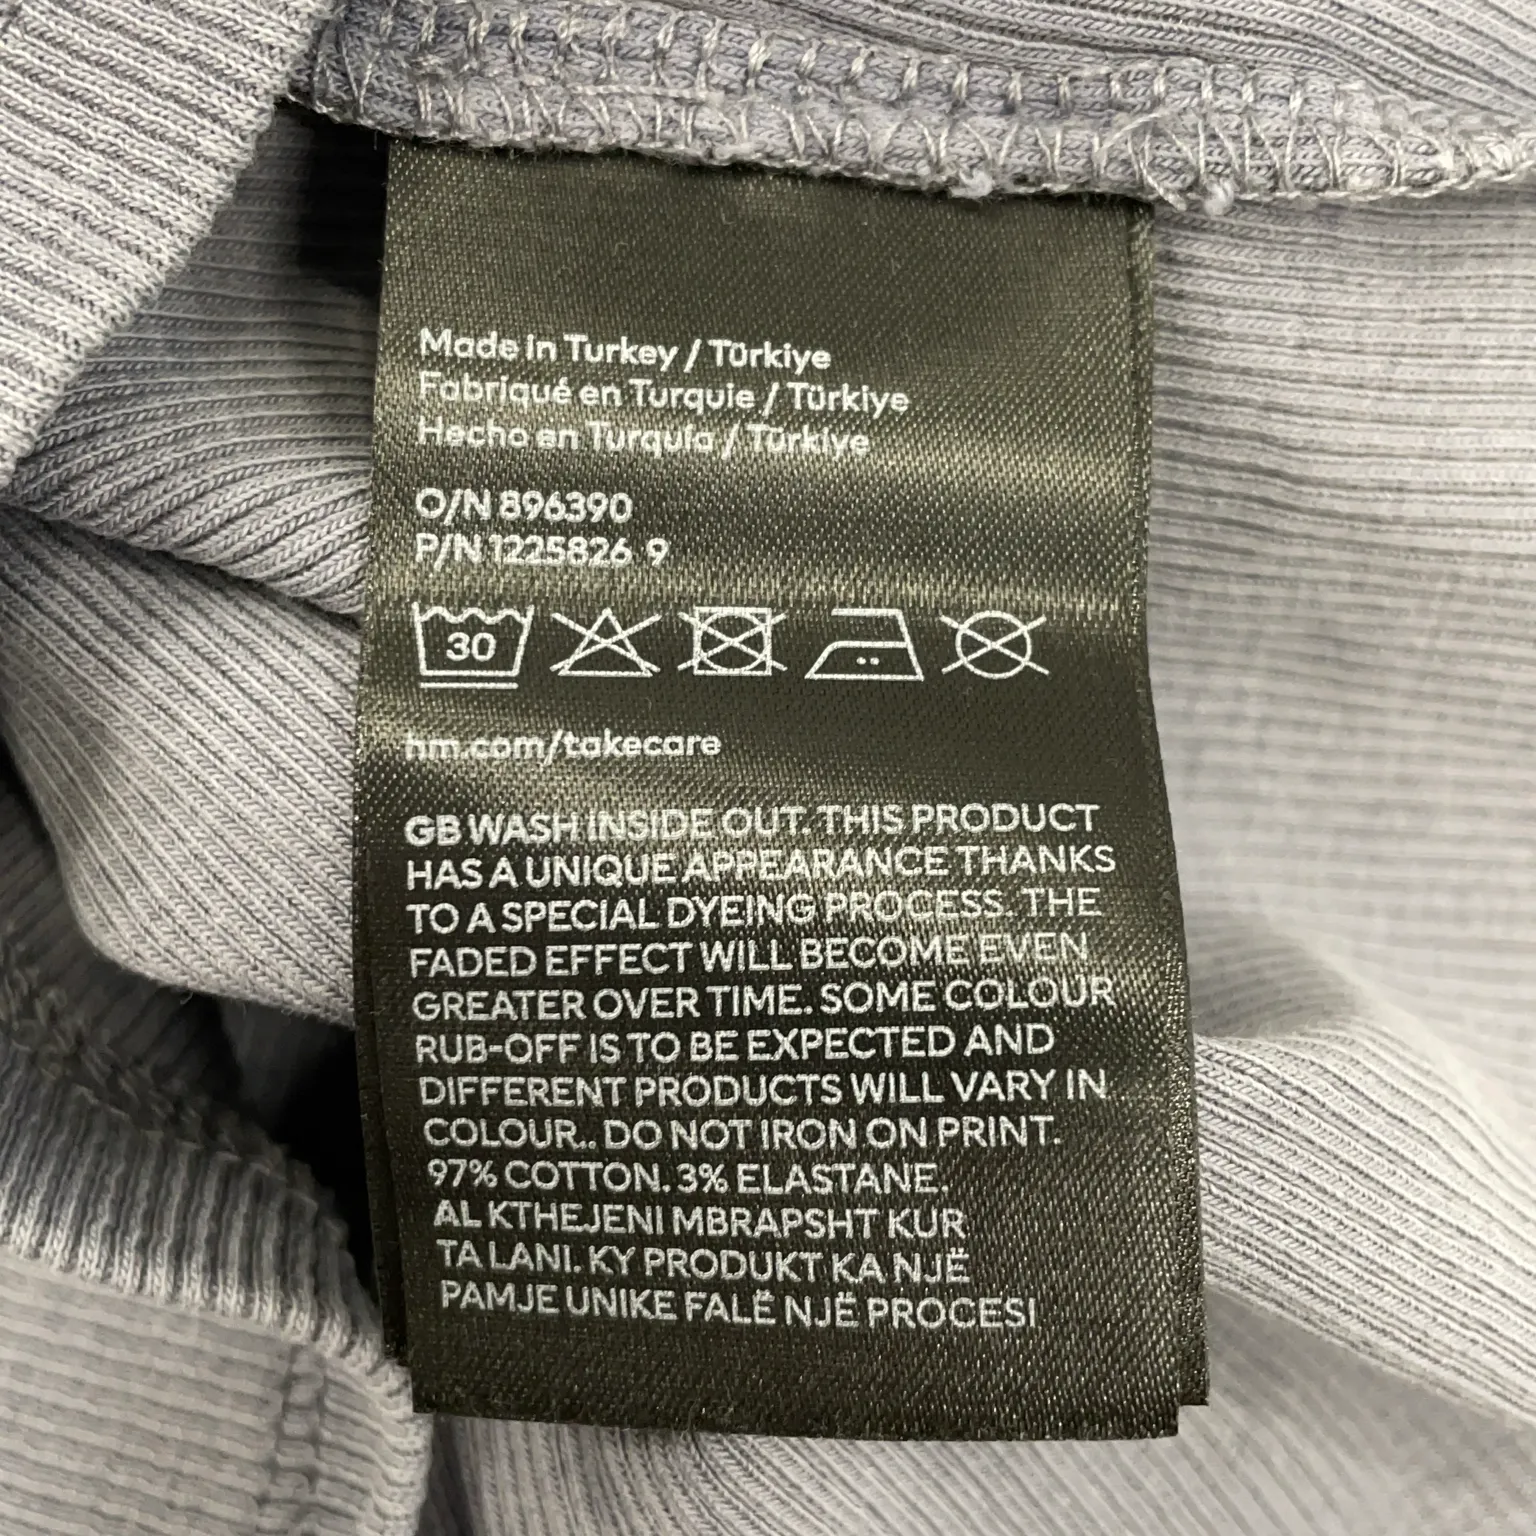 Made in Turkey / Türkiye
Fabriqué en Turquie / Türkiye
Hecho en Turquía / Türkiye
O/N 896390
P/N 1225826 9
30
hm.com/takecare
GB WASH INSIDE OUT. THIS PRODUCT
HAS A UNIQUE APPEARANCE THANKS
TO A SPECIAL DYEING PROCESS. THE
FADED EFFECT WILL BECOME EVEN
GREATER OVER TIME. SOME COLOUR
RUB-OFF IS TO BE EXPECTED AND
DIFFERENT PRODUCTS WILL VARY IN
COLOUR.. DO NOT IRON ON PRINT.
97% COTTON. 3% ELASTANE.
AL KTHEJENI MBRAPSHT KUR
TA LANI. KY PRODUKT KA NJË
PAMJE UNIKE FALË NJË PROCESI